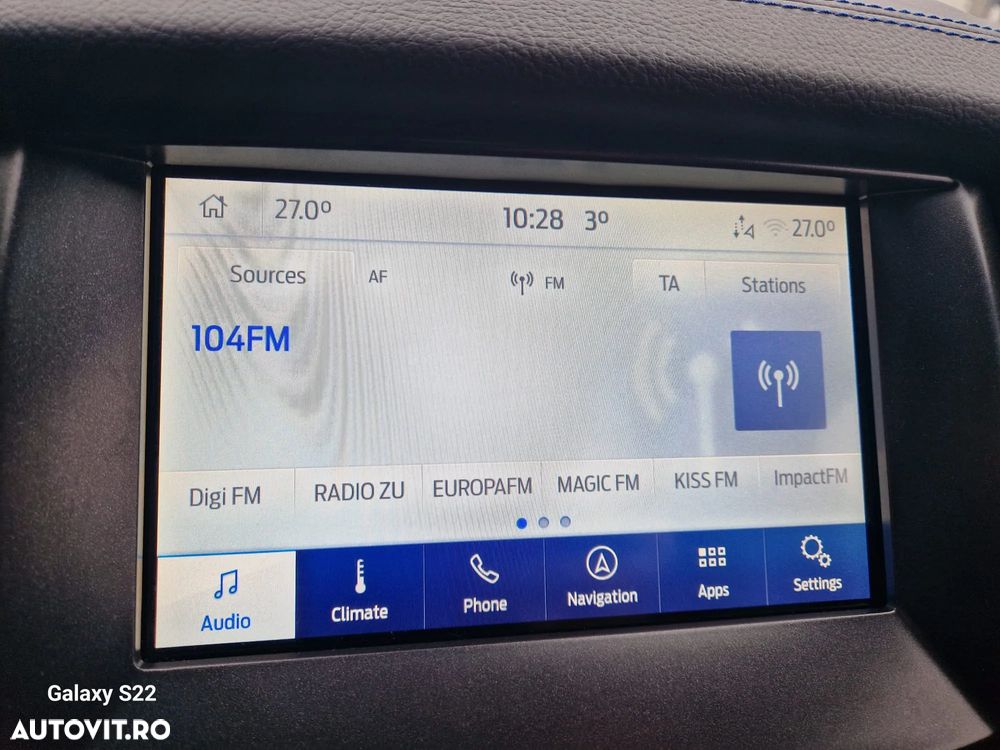 27.0° 10:28 3° 27.0°
Sources AF FM TA Stations
104FM
Digi FM RADIO ZU EUROPAFM MAGIC FM KISS FM ImpactFM
Audio Climate Phone Navigation Apps Settings
Galaxy S22
AUTOVIT.RO